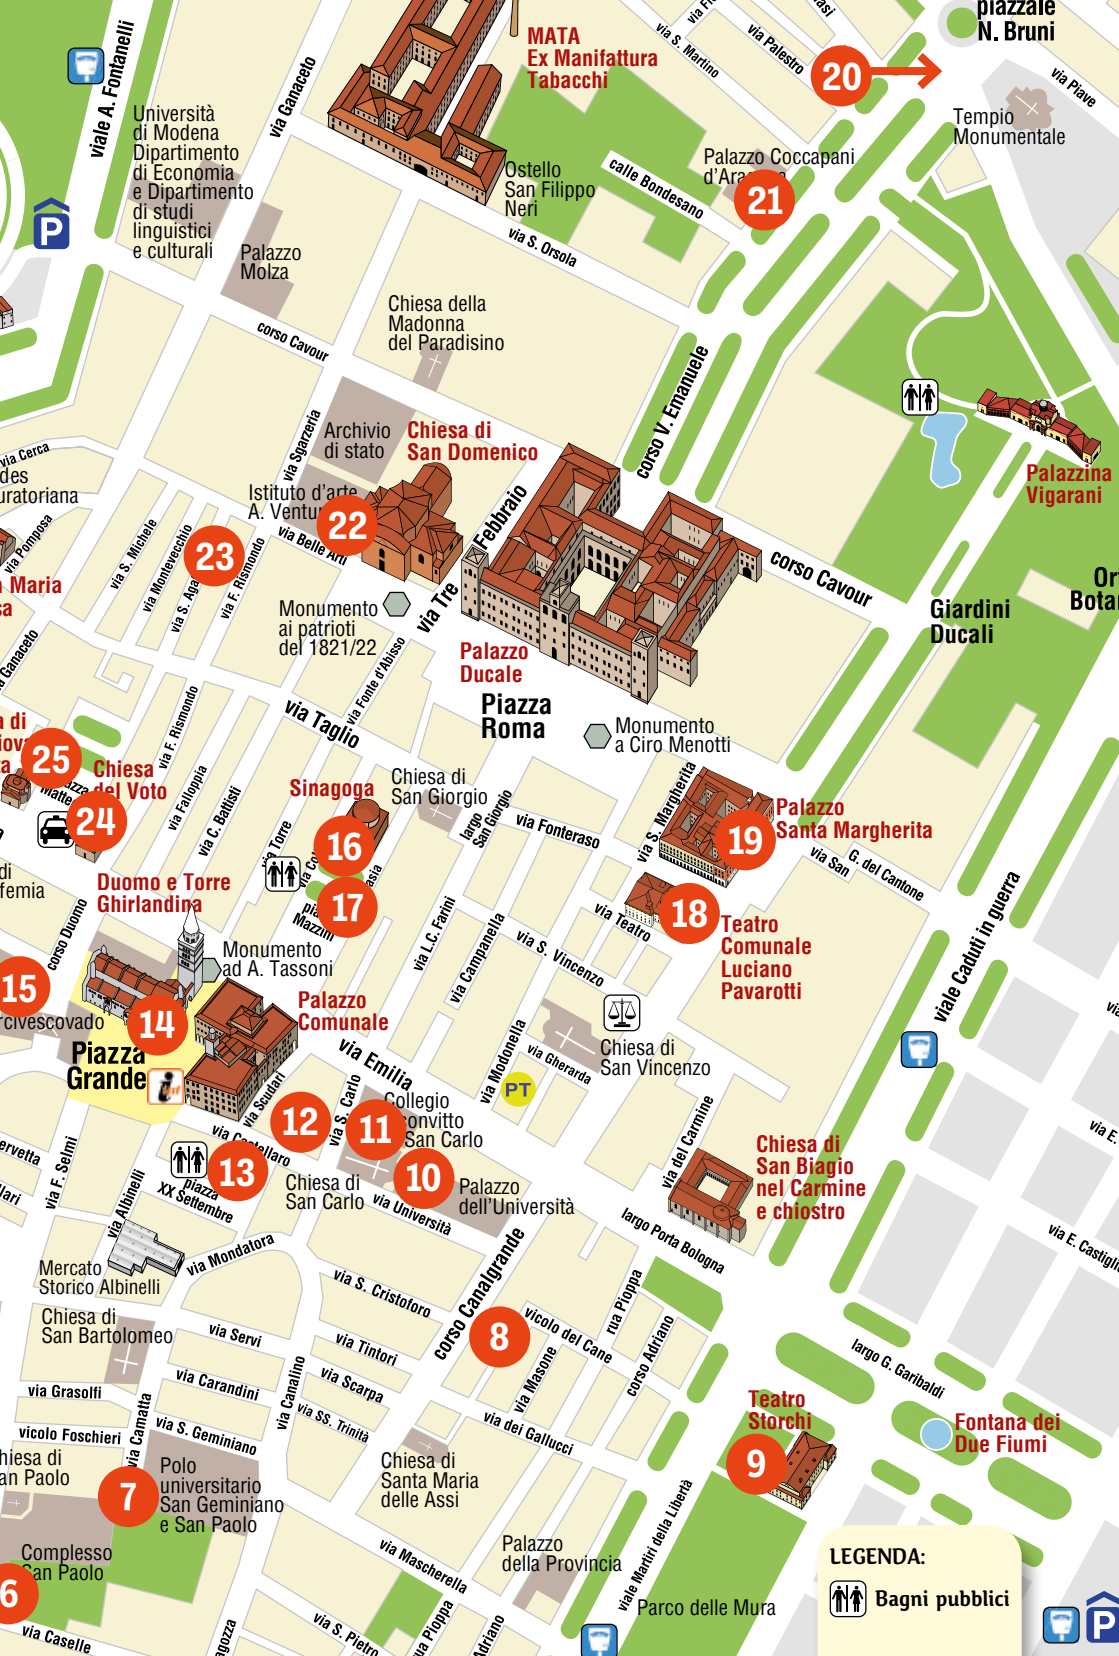 piazzale
N. Bruni
via S. Martino
via Palestro
20
via Piave
MATA
Ex Manifattura
Tabacchi
viale A. Fontanelli
via Ganaceto
Università
di Modena
Dipartimento
di Economia
e Dipartimento
di studi
linguistici
e culturali
Tempio
Monumentale
Palazzo Coccapani
21
calle Bondesano
Ostello
San Filippo
Neri
P
Palazzo
Molza
via S. Orsola
Chiesa della
Madonna
del Paradisino
corso Cavour
corso V. Emanuele
via Sgarzeria
Archivio
di stato
Chiesa di
San Domenico
via Cerca
Istituto d'arte
22
Palazzina
Vigarani
via Pomposa
via S. Michele
via Montevecchio
23
via F. Rismondo
via Belle Arti
via Tre Febbraio
corso Cavour
Giardini
Ducali
Monumento
ai patrioti
del 1821/22
via Fonte d'Abisso
Palazzo
Ducale
Piazza
Roma
via Taglio
Monumento
a Ciro Menotti
via F. Rismondo
25
Chiesa
del Voto
24
via Falloppia
via C. Battisti
Sinagoga
16
17
Mazzini
Chiesa di
San Giorgio
largo
San Giorgio
via Fonteraso
via S. Margherita
19
Palazzo
Santa Margherita
via San
G. del Cantone
18
via Teatro
Teatro
Comunale
Luciano
Pavarotti
Duomo e Torre
Ghirlandina
corso Duomo
Monumento
ad A. Tassoni
via L.C. Farini
via Campanella
via S. Vincenzo
viale Caduti in guerra
15
14
Piazza
Grande
Palazzo
Comunale
via Emilia
via Modonella
via Gherarda
Chiesa di
San Vincenzo
PT
via Scudari
via S. Carlo
12
11
Collegio
San Carlo
via del Carmine
via F. Selmi
via Albinelli
13
piazza
XX Settembre
Chiesa di
San Carlo
10
via Università
Palazzo
dell'Università
Chiesa di
San Biagio
nel Carmine
e chiostro
largo Porta Bologna
Mercato
Storico Albinelli
via Mondatora
via S. Cristoforo
corso Canalgrande
rua Pioppa
Chiesa di
San Bartolomeo
via Servi
via Tintori
8
vicolo del Cane
corso Adriano
largo G. Garibaldi
via Grasolfi
via Carandini
via Canalino
via Scarpa
via Masone
Teatro
Storchi
9
Fontana dei
Due Fiumi
vicolo Foschieri
via Camatta
via S. Geminiano
via SS. Trinità
via dei Gallucci
7
Polo
universitario
San Geminiano
e San Paolo
Chiesa di
Santa Maria
delle Assi
viale Martiri della Libertà
Complesso
San Paolo
6
via Caselle
via Mascherella
via S. Pietro
Palazzo
della Provincia
Parco delle Mura
LEGENDA:
Bagni pubblici
P